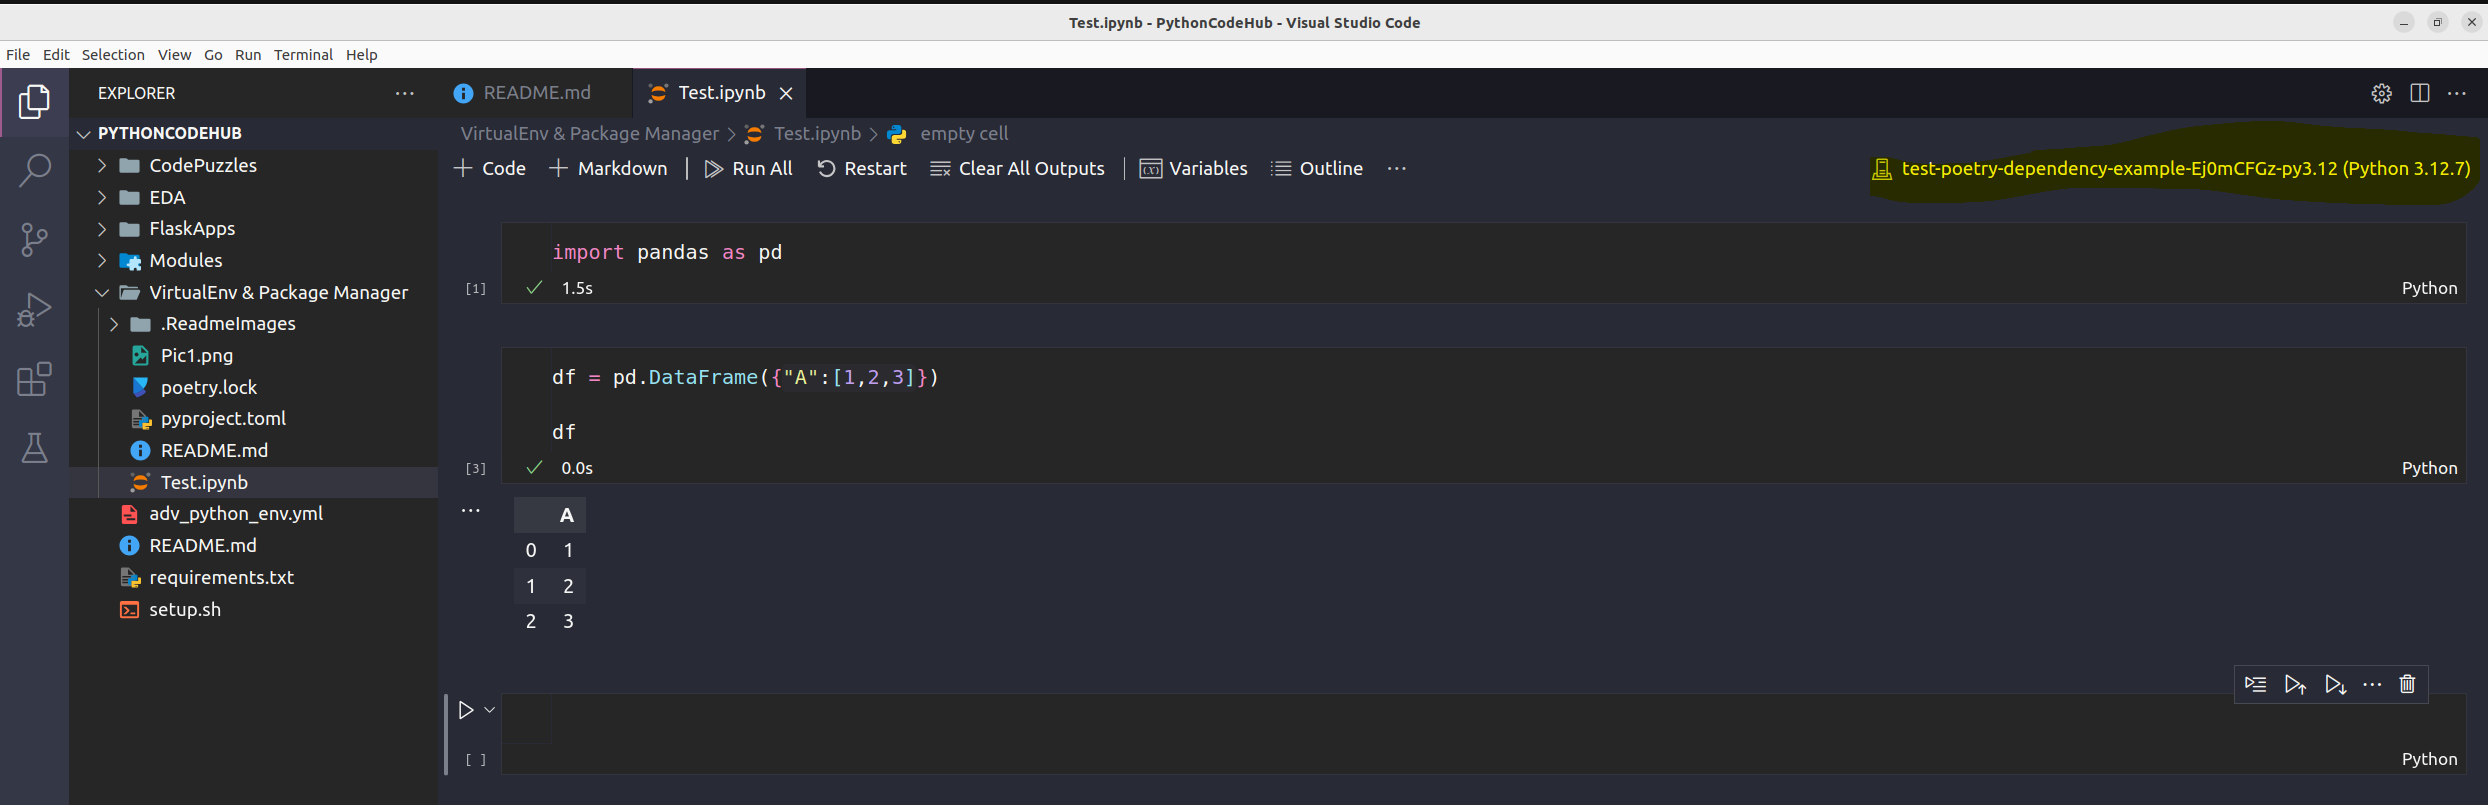 Test.ipynb - PythonCodeHub - Visual Studio Code
File Edit Selection View Go Run Terminal Help
EXPLORER
PYTHONCODEHUB
CodePuzzles
EDA
FlaskApps
Modules
VirtualEnv & Package Manager
.ReadmeImages
Pic1.png
poetry.lock
pyproject.toml
README.md
Test.ipynb
adv_python_env.yml
README.md
requirements.txt
setup.sh
README.md Test.ipynb
VirtualEnv & Package Manager > Test.ipynb > empty cell
+ Code + Markdown | Run All Restart Clear All Outputs | Variables Outline ...
test-poetry-dependency-example-Ej0mCFGz-py3.12 (Python 3.12.7)
import pandas as pd
[1] ✓ 1.5s Python
df = pd.DataFrame({"A":[1,2,3]})
df
[3] ✓ 0.0s Python
A
0 1
1 2
2 3
[ ] Python